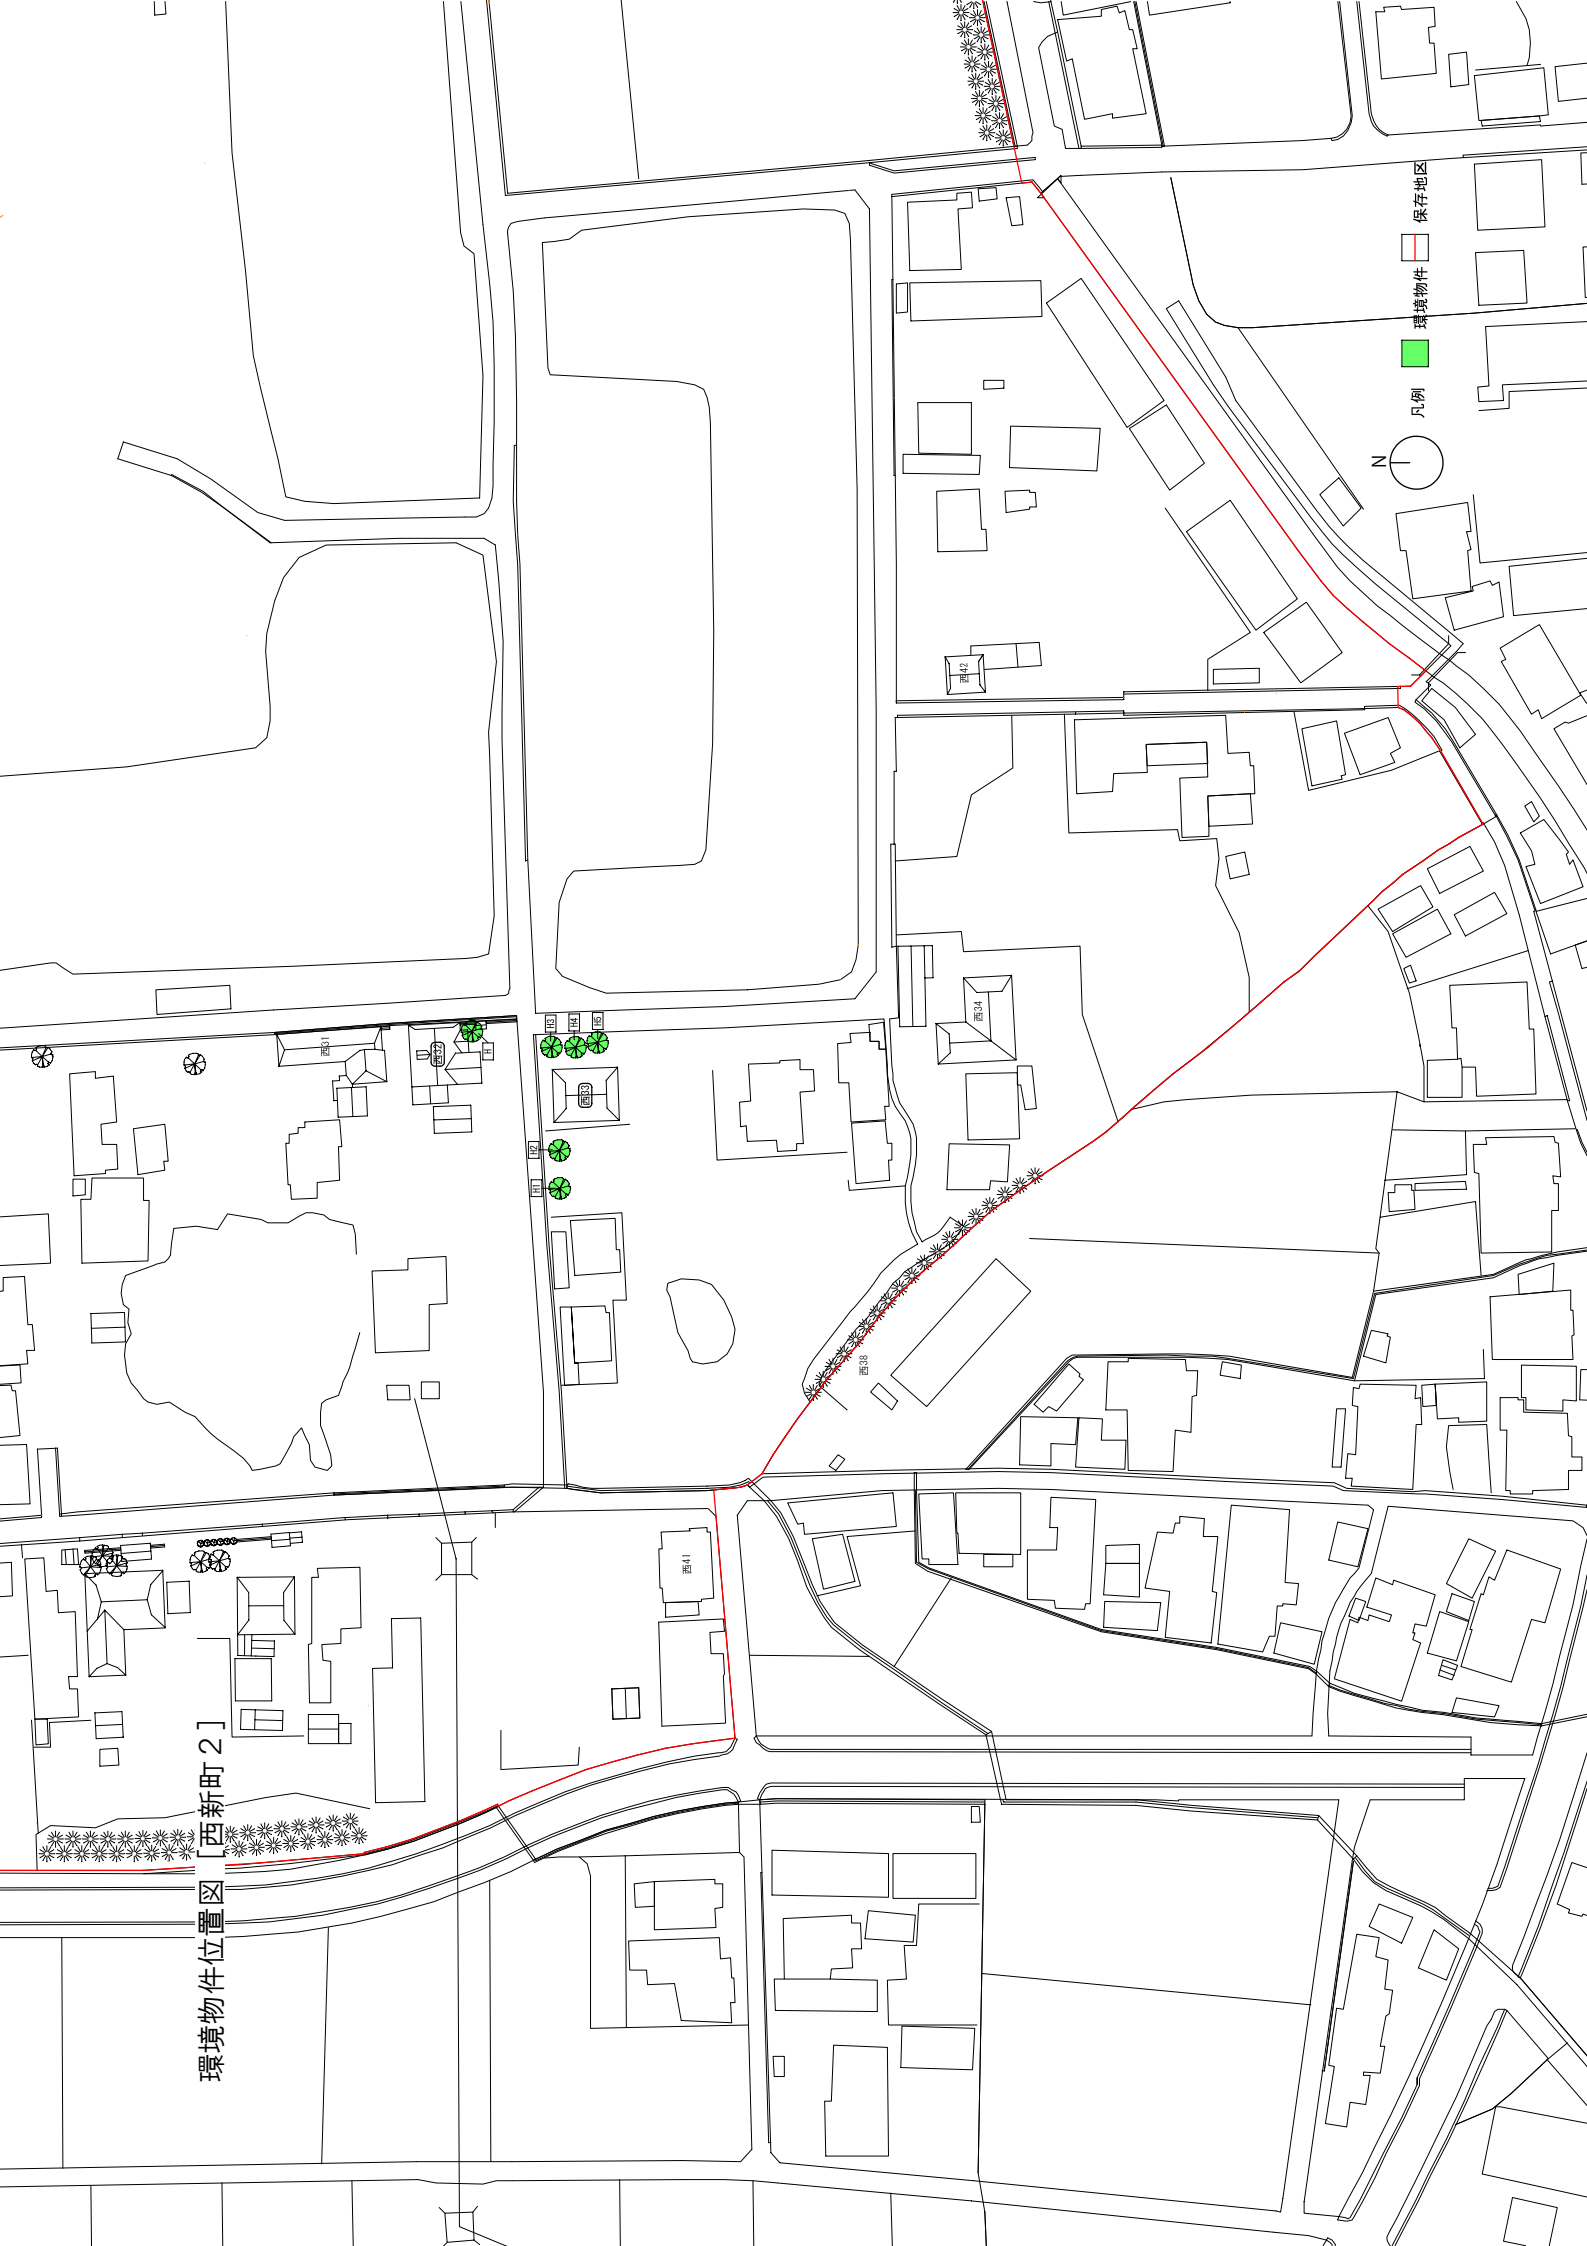 環境物件位置図［西新町２］
西31
西32
H
H3
H4
H5
西33
H2
H1
西34
西42
西38
西41
N
凡例
環境物件
保存地区